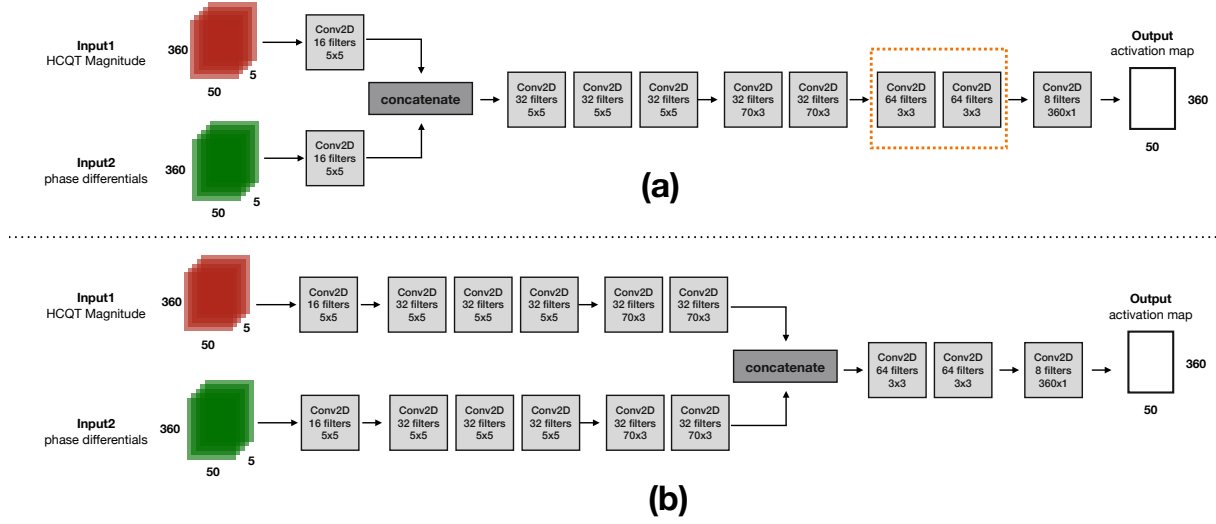 Input1
HCQT Magnitude
360
50
5
Conv2D
16 filters
5x5
Input2
phase differentials
360
50
5
Conv2D
16 filters
5x5
concatenate
Conv2D
32 filters
5x5
Conv2D
32 filters
5x5
Conv2D
32 filters
5x5
Conv2D
32 filters
70x3
Conv2D
32 filters
70x3
Conv2D
64 filters
3x3
Conv2D
64 filters
3x3
Conv2D
8 filters
360x1
Output
activation map
360
50
(a)
Input1
HCQT Magnitude
360
50
5
Conv2D
16 filters
5x5
Conv2D
32 filters
5x5
Conv2D
32 filters
5x5
Conv2D
32 filters
5x5
Conv2D
32 filters
70x3
Conv2D
32 filters
70x3
Input2
phase differentials
360
50
5
Conv2D
16 filters
5x5
Conv2D
32 filters
5x5
Conv2D
32 filters
5x5
Conv2D
32 filters
5x5
Conv2D
32 filters
70x3
Conv2D
32 filters
70x3
concatenate
Conv2D
64 filters
3x3
Conv2D
64 filters
3x3
Conv2D
8 filters
360x1
Output
activation map
360
50
(b)